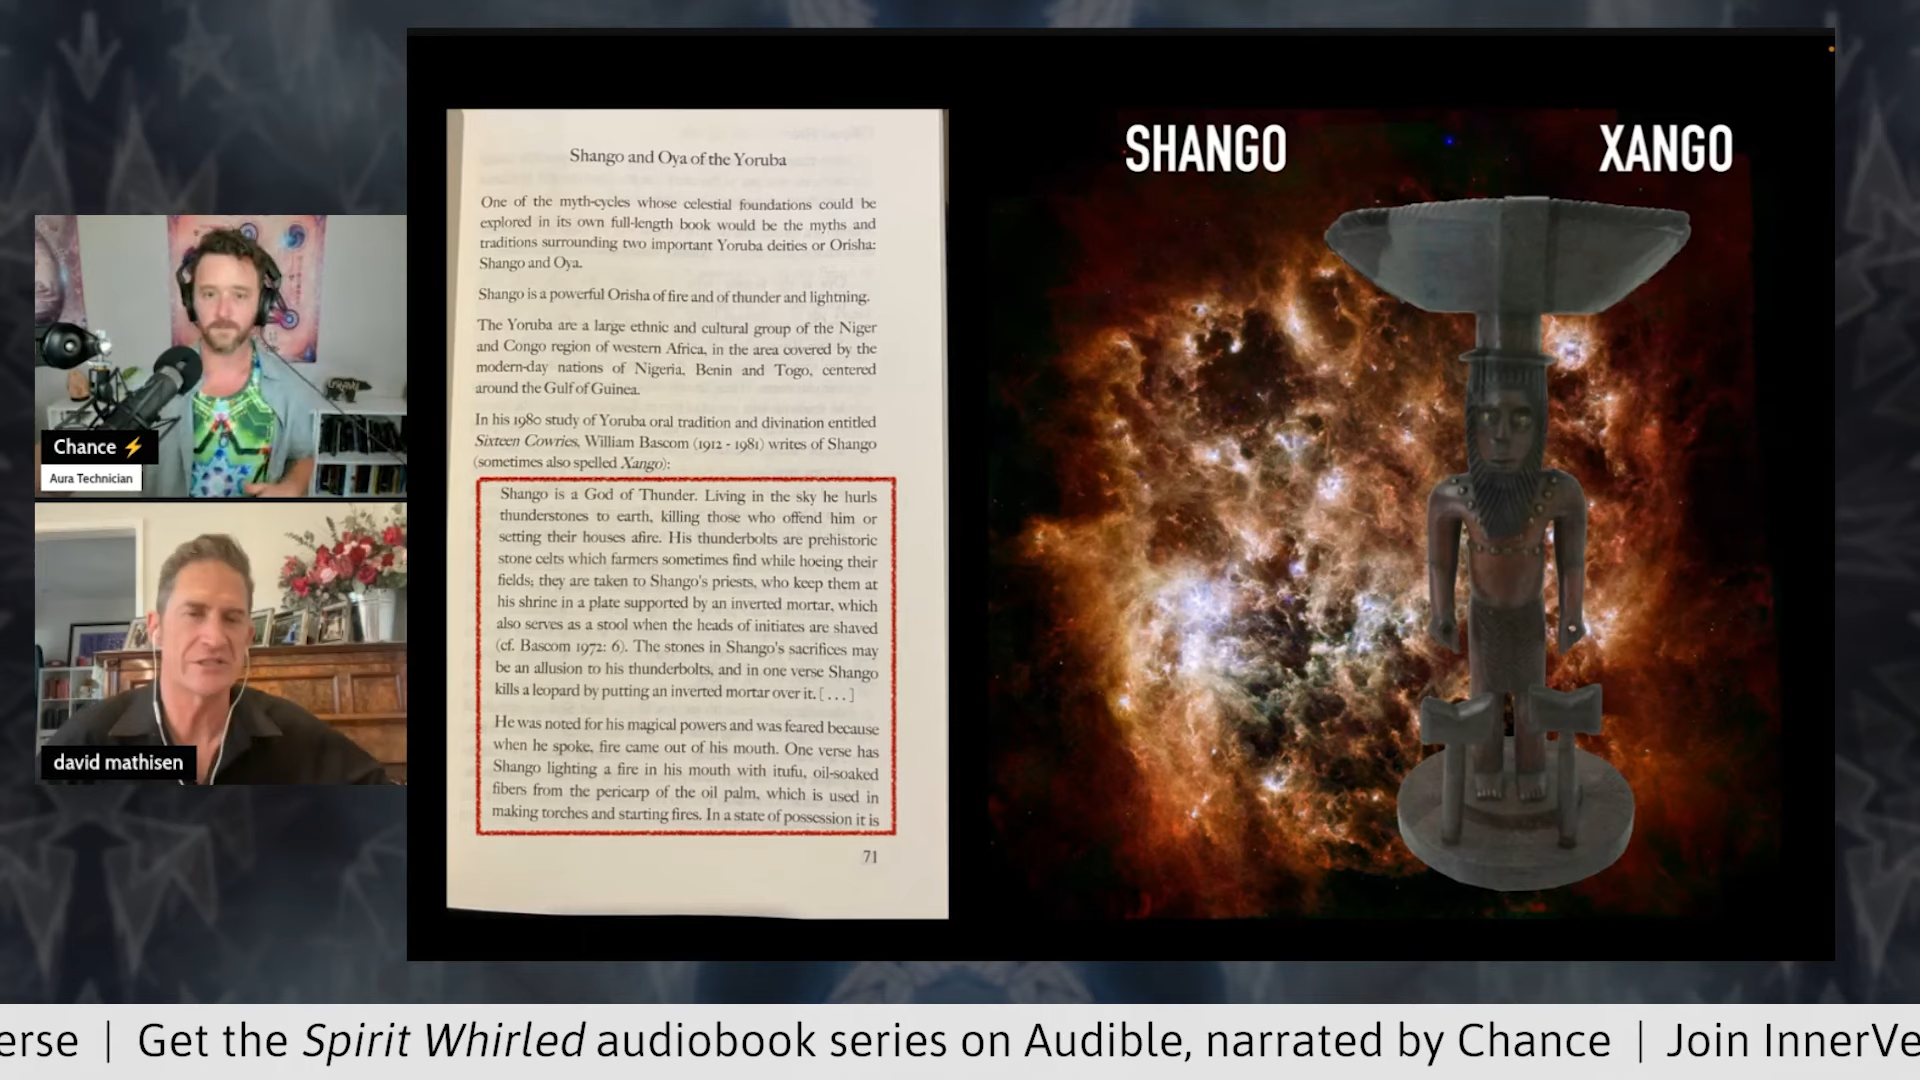 SHANGO
XANGO
Shango and Oya of the Yoruba
One of the myth-cycles whose celestial foundations could be
explored in its own full-length book would be the myths and
traditions surrounding two important Yoruba deities or Orisha:
Shango and Oya.
Shango is a powerful Orisha of fire and of thunder and lightning.
The Yoruba are a large ethnic and cultural group of the Niger
and Congo region of western Africa, in the area covered by the
modern-day nations of Nigeria, Benin and Togo, centered
around the Gulf of Guinea.
In his 1980 study of Yoruba oral tradition and divination entitled
Sixteen Cowries, William Bascom (1912 - 1981) writes of Shango
(sometimes also spelled Xango):
Shango is a God of Thunder. Living in the sky he hurls
thunderstones to earth, killing those who offend him or
setting their houses afire. His thunderbolts are prehistoric
stone celts which farmers sometimes find while hoeing their
fields; they are taken to Shango's priests, who keep them at
his shrine in a plate supported by an inverted mortar, which
also serves as a stool when the heads of initiates are shaved
(cf. Bascom 1972: 6). The stones in Shango's sacrifices may
be an allusion to his thunderbolts, and in one verse Shango
kills a leopard by putting an inverted mortar over it. [ . . . ]
He was noted for his magical powers and was feared because
when he spoke, fire came out of his mouth. One verse has
Shango lighting a fire in his mouth with itufu, oil-soaked
fibers from the pericarp of the oil palm, which is used in
making torches and starting fires. In a state of possession it is
71
Chance ⚡
Aura Technician
david mathisen
erse | Get the Spirit Whirled audiobook series on Audible, narrated by Chance | Join InnerVe